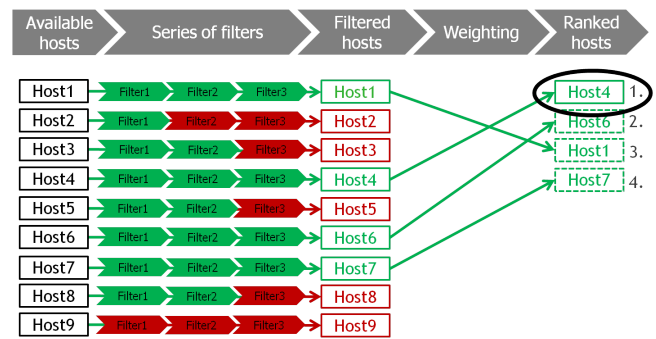 Available hosts
Series of filters
Filtered hosts
Weighting
Ranked hosts
Host1 Filter1 Filter2 Filter3 Host1 Host4 1.
Host2 Filter1 Filter2 Filter3 Host2 Host6 2.
Host3 Filter1 Filter2 Filter3 Host3 Host1 3.
Host4 Filter1 Filter2 Filter3 Host4 Host7 4.
Host5 Filter1 Filter2 Filter3 Host5
Host6 Filter1 Filter2 Filter3 Host6
Host7 Filter1 Filter2 Filter3 Host7
Host8 Filter1 Filter2 Filter3 Host8
Host9 Filter1 Filter2 Filter3 Host9